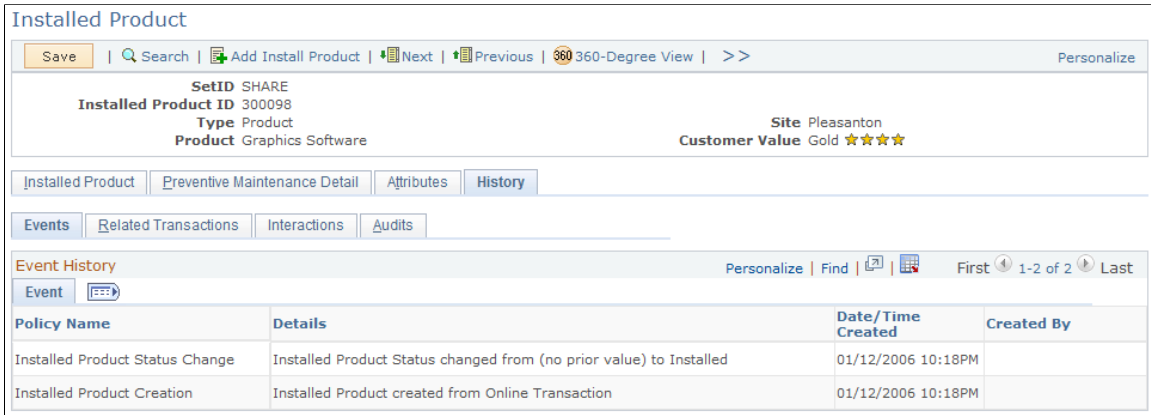 Installed Product
Save | Search | Add Install Product | Next | Previous | 360 360-Degree View | >> Personalize
SetID SHARE
Installed Product ID 300098
Type Product Site Pleasanton
Product Graphics Software Customer Value Gold
Installed Product Preventive Maintenance Detail Attributes History
Events Related Transactions Interactions Audits
Event History Personalize | Find | | First 1-2 of 2 Last
Event
Policy Name Details Date/Time Created Created By
Installed Product Status Change Installed Product Status changed from (no prior value) to Installed 01/12/2006 10:18PM
Installed Product Creation Installed Product created from Online Transaction 01/12/2006 10:18PM